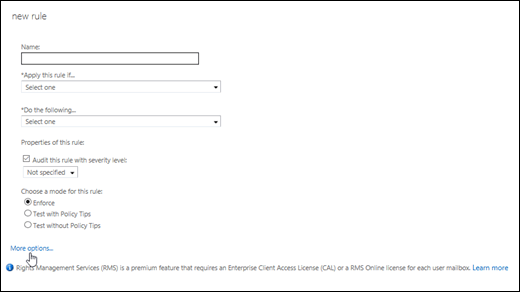 new rule
Name:
*Apply this rule if...
Select one
*Do the following...
Select one
Properties of this rule:
Audit this rule with severity level:
Not specified
Choose a mode for this rule:
Enforce
Test with Policy Tips
Test without Policy Tips
More options...
Rights Management Services (RMS) is a premium feature that requires an Enterprise Client Access License (CAL) or a RMS Online license for each user mailbox. Learn more